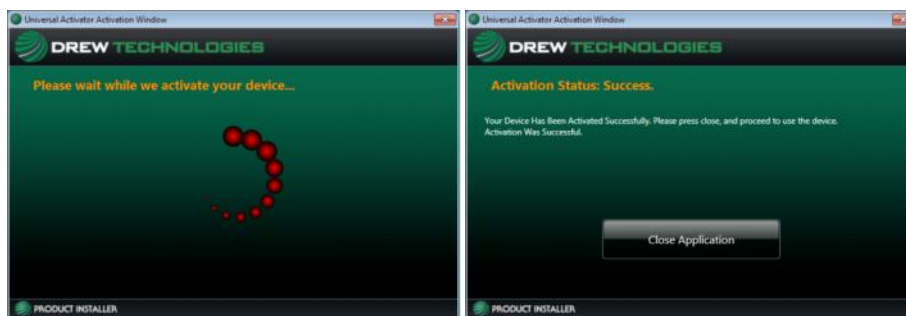 Universal Activator Activation Window
DREW TECHNOLOGIES
Please wait while we activate your device...
PRODUCT INSTALLER
Universal Activator Activation Window
DREW TECHNOLOGIES
Activation Status: Success.
Your Device Has Been Activated Successfully. Please press close, and proceed to use the device.
Activation Was Successful.
Close Application
PRODUCT INSTALLER